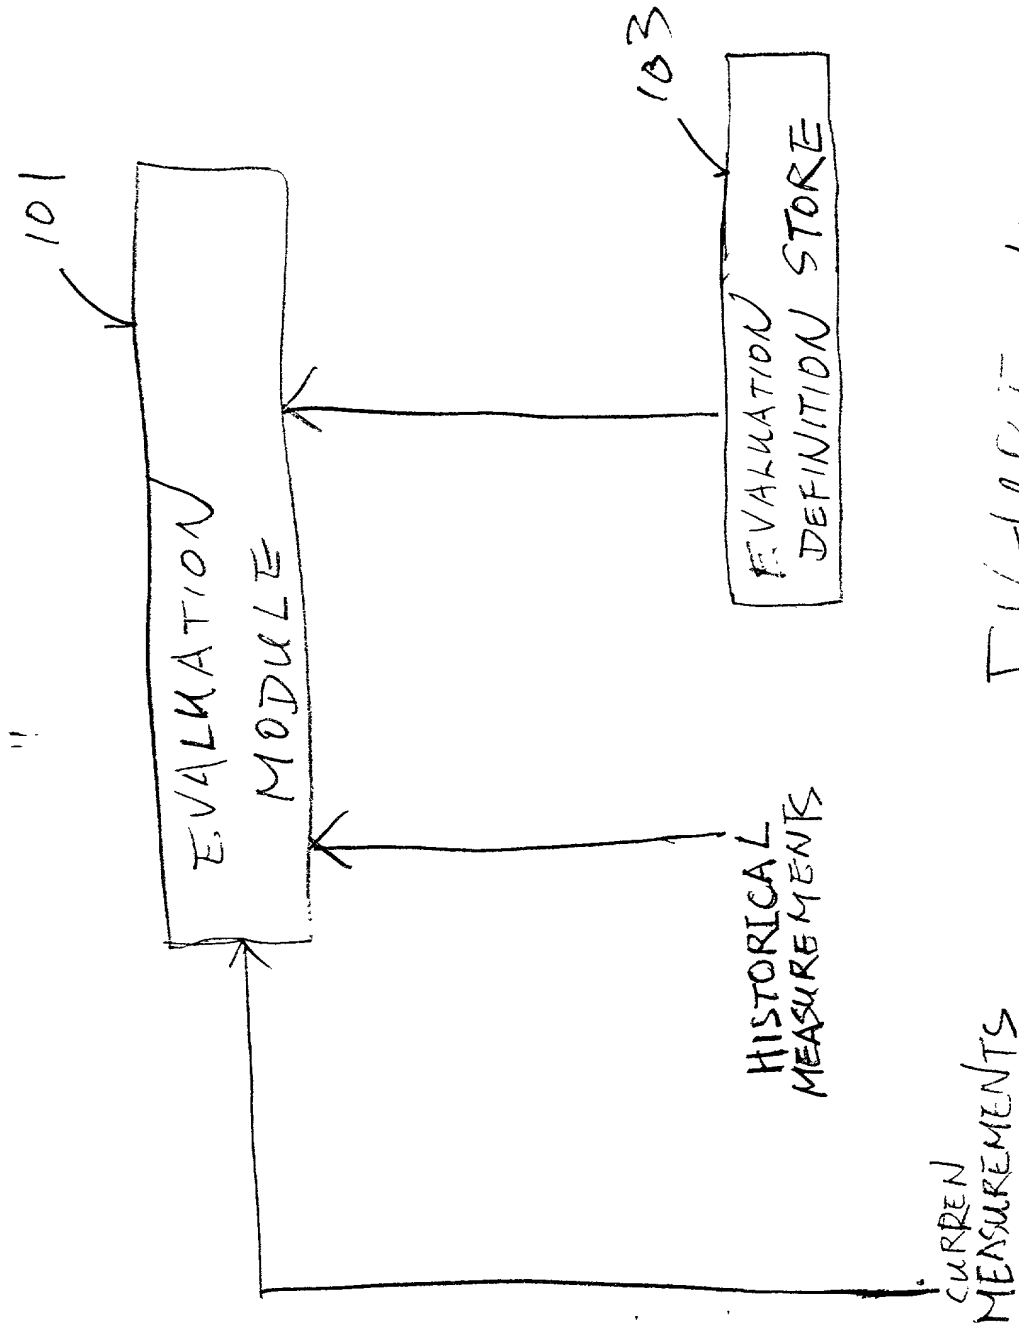 101
EVALUATION
MODULE
103
EVALUATION
DEFINITION STORE
HISTORICAL
MEASUREMENTS
CURREN
MEASUREMENTS